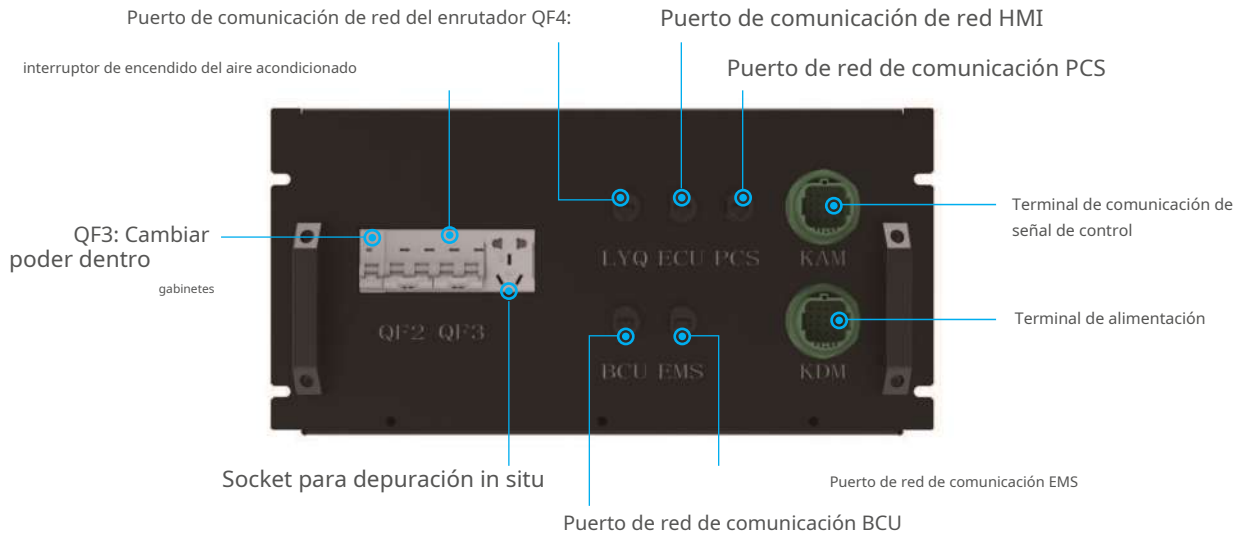 Puerto de comunicación de red del enrutador QF4:
Puerto de comunicación de red HMI
interruptor de encendido del aire acondicionado
Puerto de red de comunicación PCS
QF3: Cambiar
poder dentro
gabinetes
Terminal de comunicación de
señal de control
LYQ ECU PCS
KAM
QF2 QF3
Terminal de alimentación
BCU EMS
KDM
Socket para depuración in situ
Puerto de red de comunicación EMS
Puerto de red de comunicación BCU